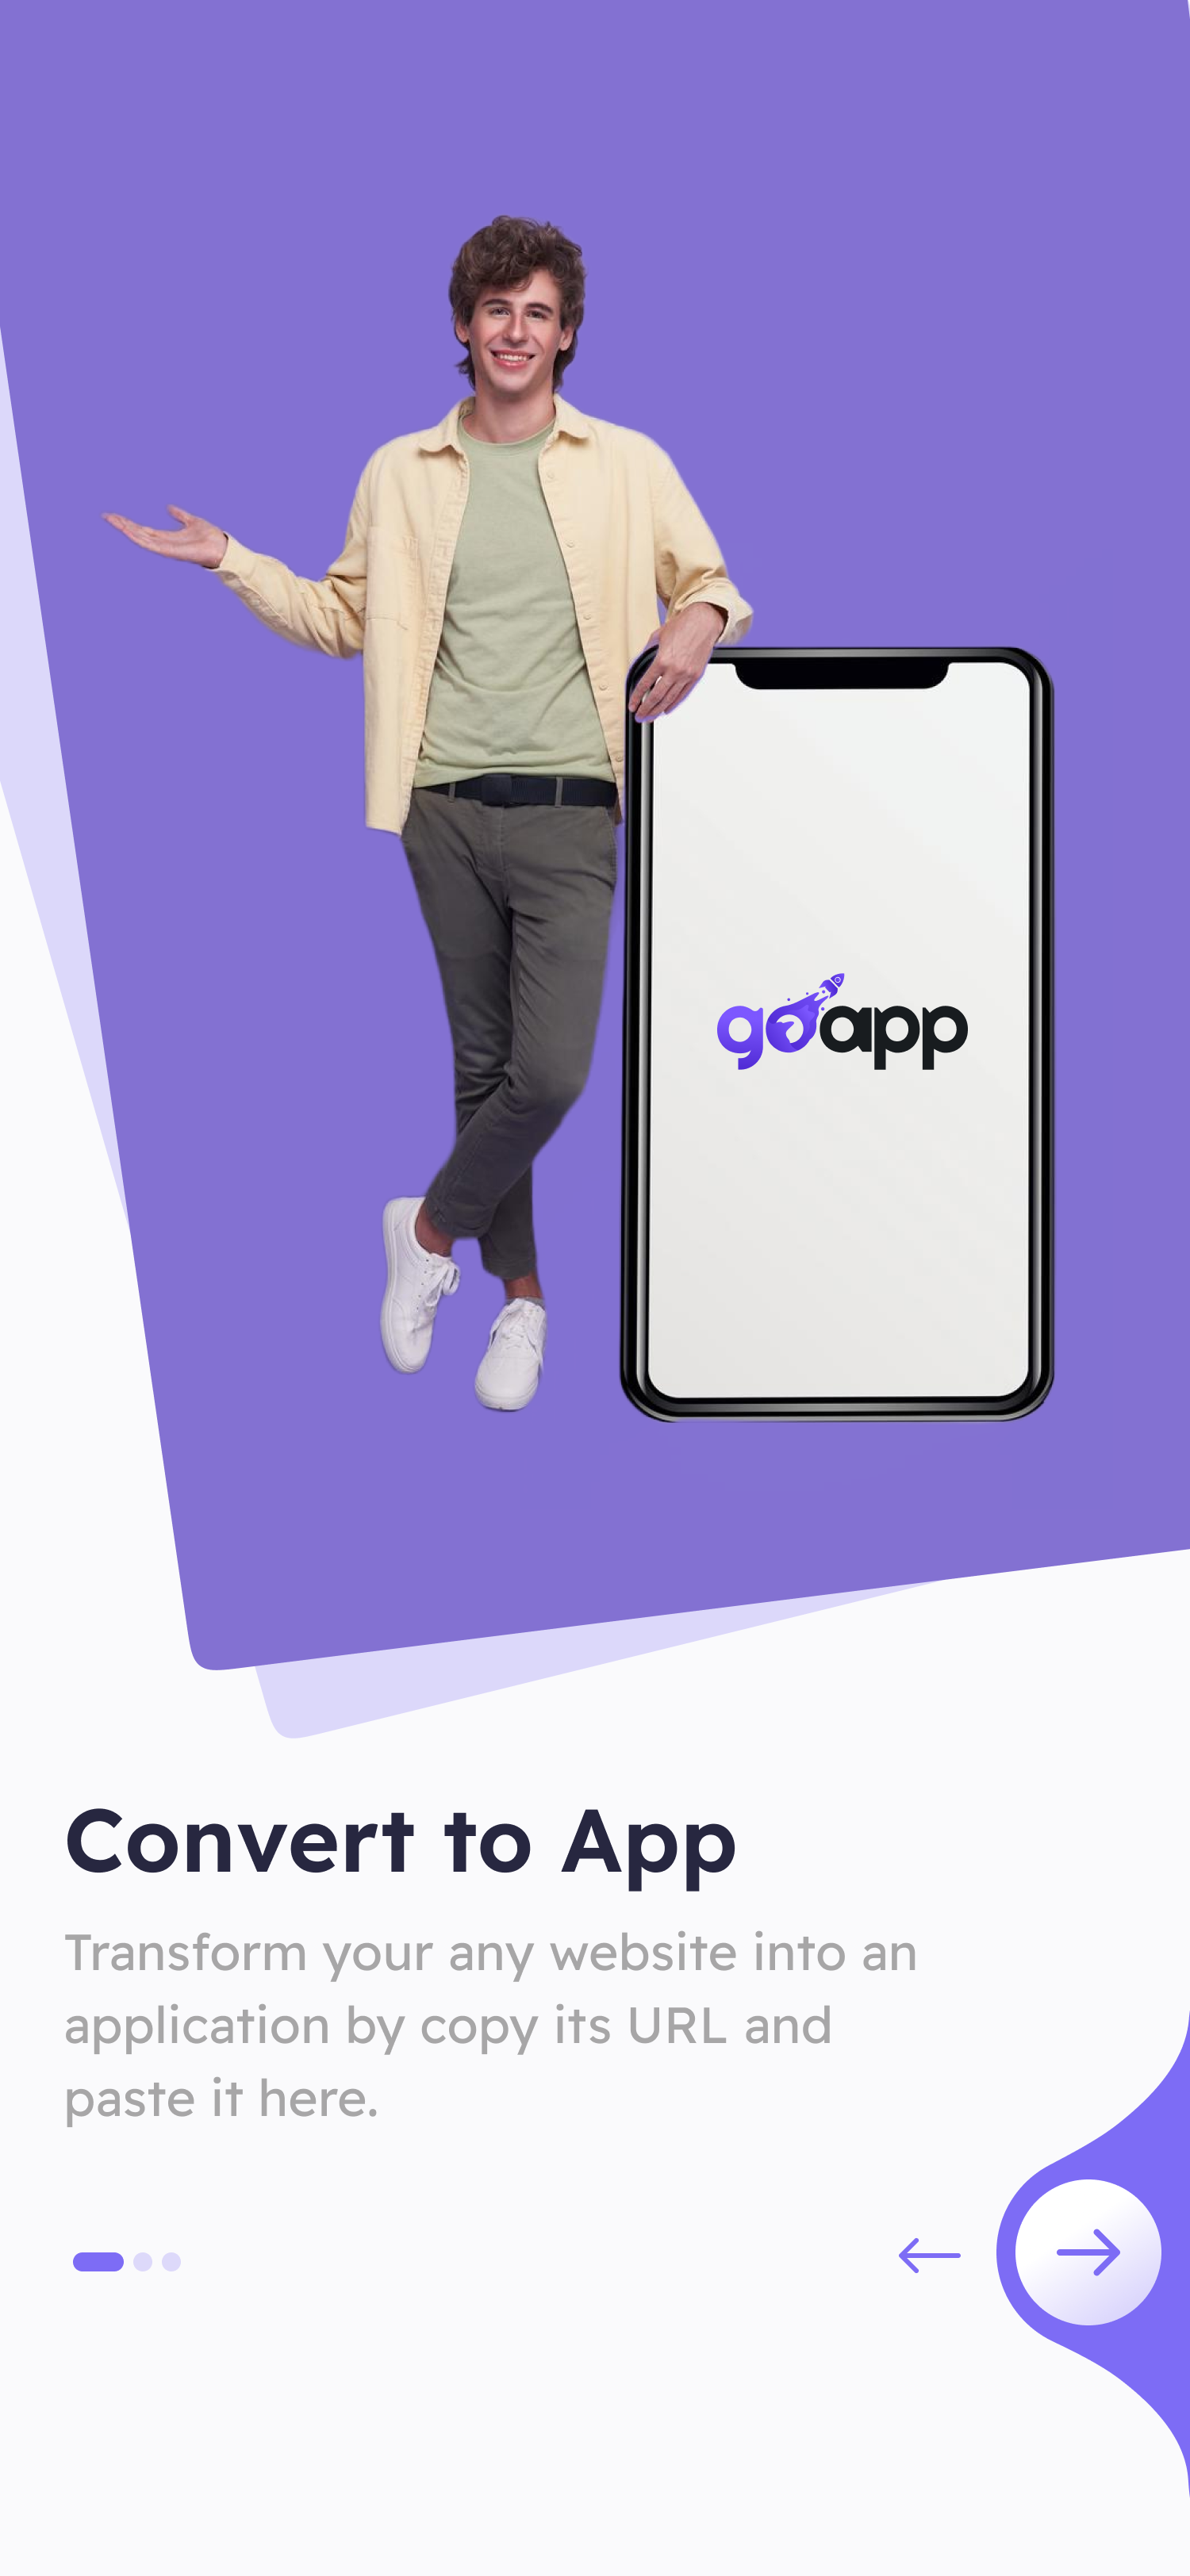 goapp
Convert to App
Transform your any website into an
application by copy its URL and
paste it here.